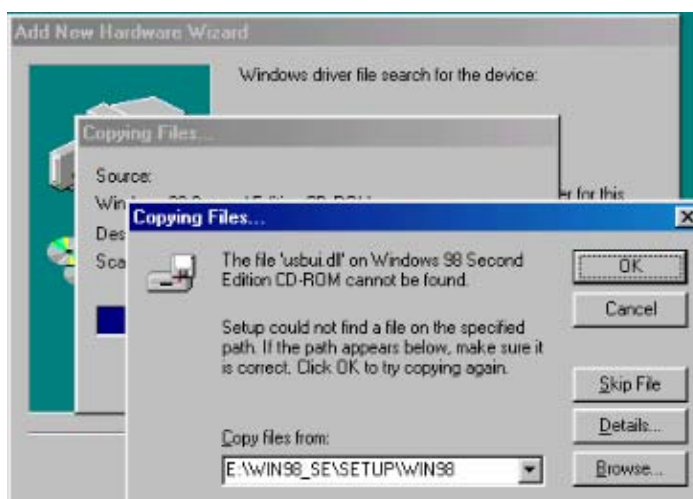 Add New Hardware Wizard
Windows driver file search for the device:
Copying Files...
Source:
er for this
Copying Files...
The file 'usbui.dll' on Windows 98 Second
Edition CD-ROM cannot be found.
Setup could not find a file on the specified
path. If the path appears below, make sure it
is correct. Click OK to try copying again.
Copy files from:
E:\WIN98_SE\SETUP\WIN98
OK
Cancel
Skip File
Details...
Browse...
Win
Des
Sca